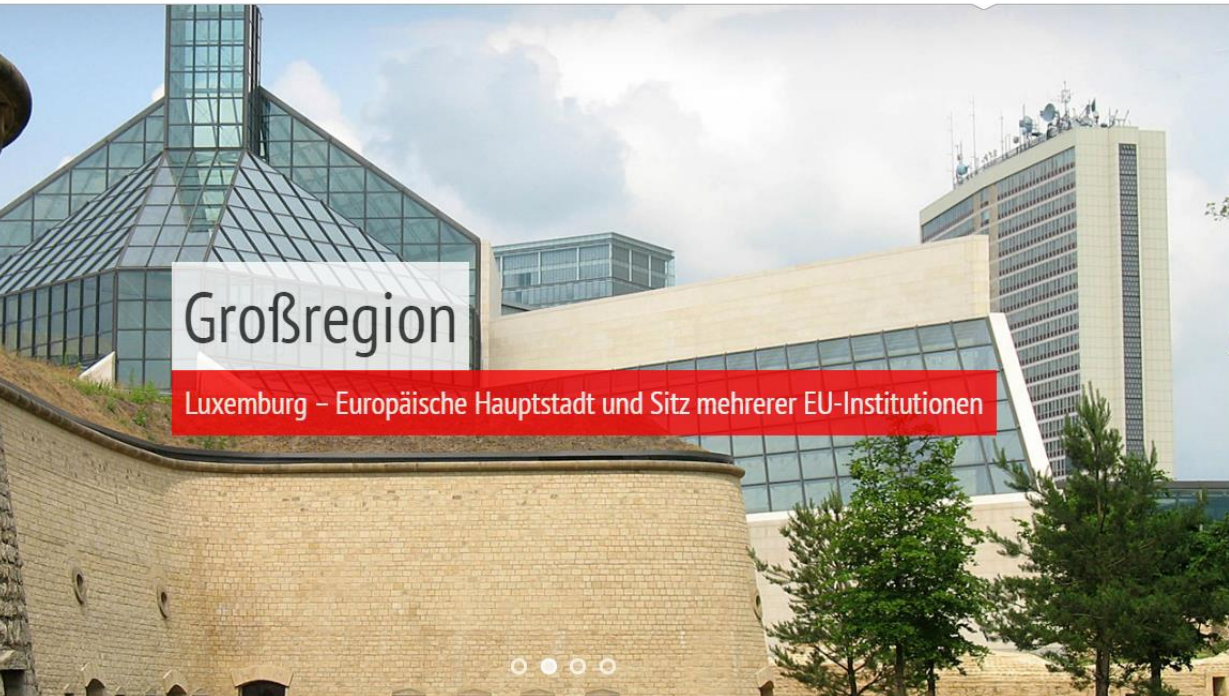 Großregion
Luxemburg – Europäische Hauptstadt und Sitz mehrerer EU-Institutionen